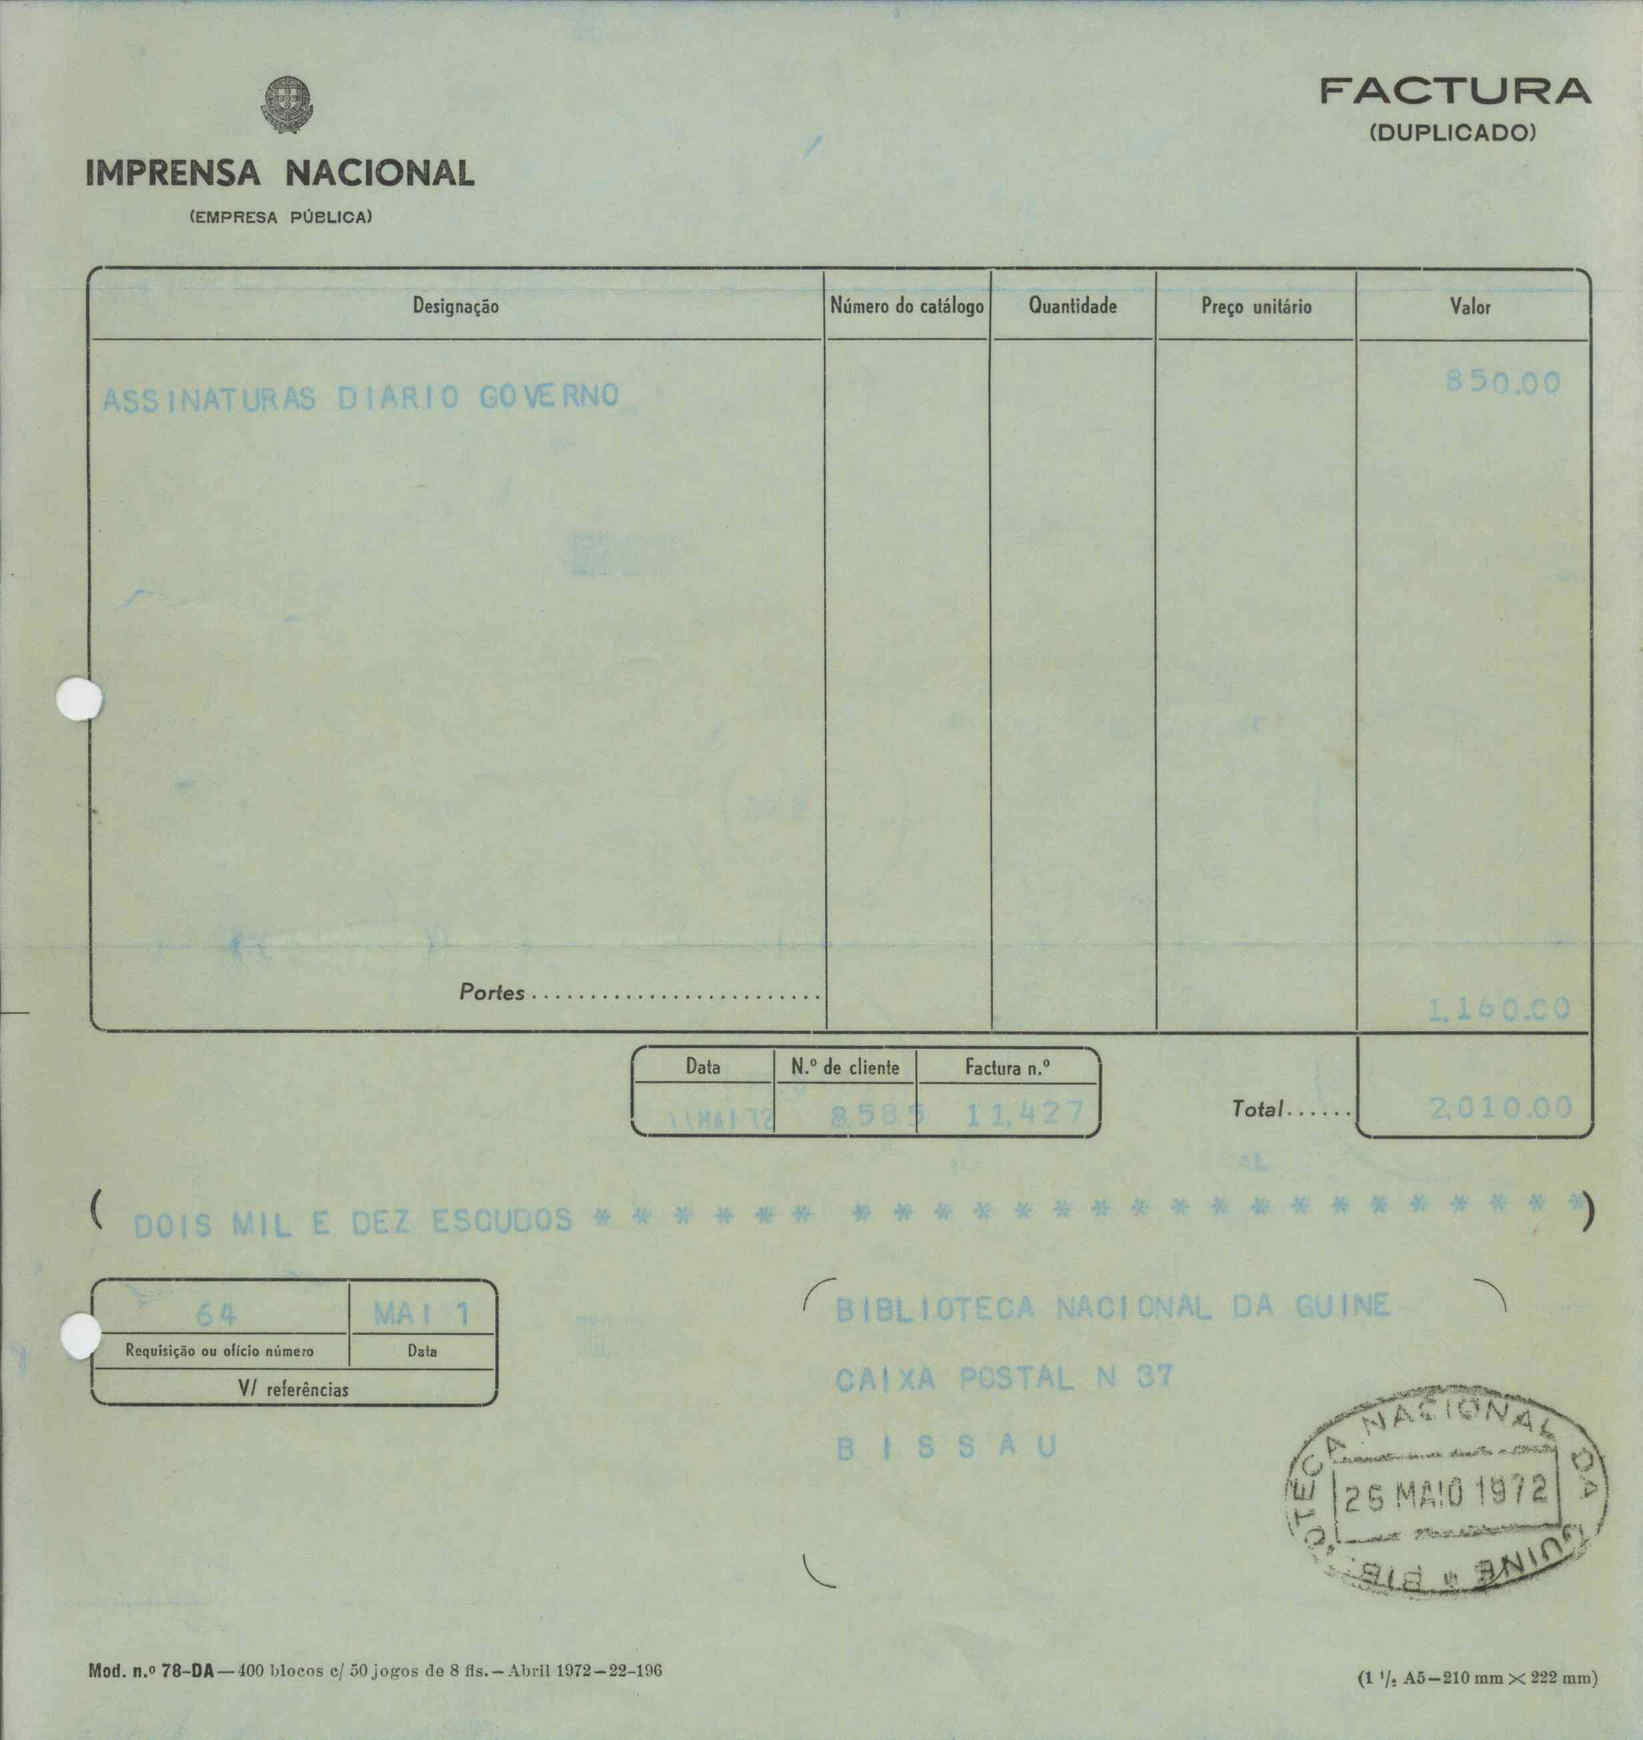 FACTURA
(DUPLICADO)
IMPRENSA NACIONAL
(EMPRESA PÚBLICA)
Designação Número do catálogo Quantidade Preço unitário Valor
ASSINATURAS DIARIO GOVERNO 850.00
Portes......................... 1.160.00
Data N.º de cliente Factura n.º
11 MAI 72 8585 11.427 Total...... 2.010.00
( DOIS MIL E DEZ ESCUDOS * * * * * * * * * * * * * * * * * * * * * * * * * )
64 MAI 1
Requisição ou ofício número Data
V/ referências
BIBLIOTECA NACIONAL DA GUINE
CAIXA POSTAL N 37
B I S S A U
BIBLIOTECA NACIONAL DA GUINE
MAIO 1972
Mod. n.º 78-DA — 400 blocos c/ 50 jogos de 8 fls. — Abril 1972 — 22-196
(1 1/2 A5 — 210 mm × 222 mm)